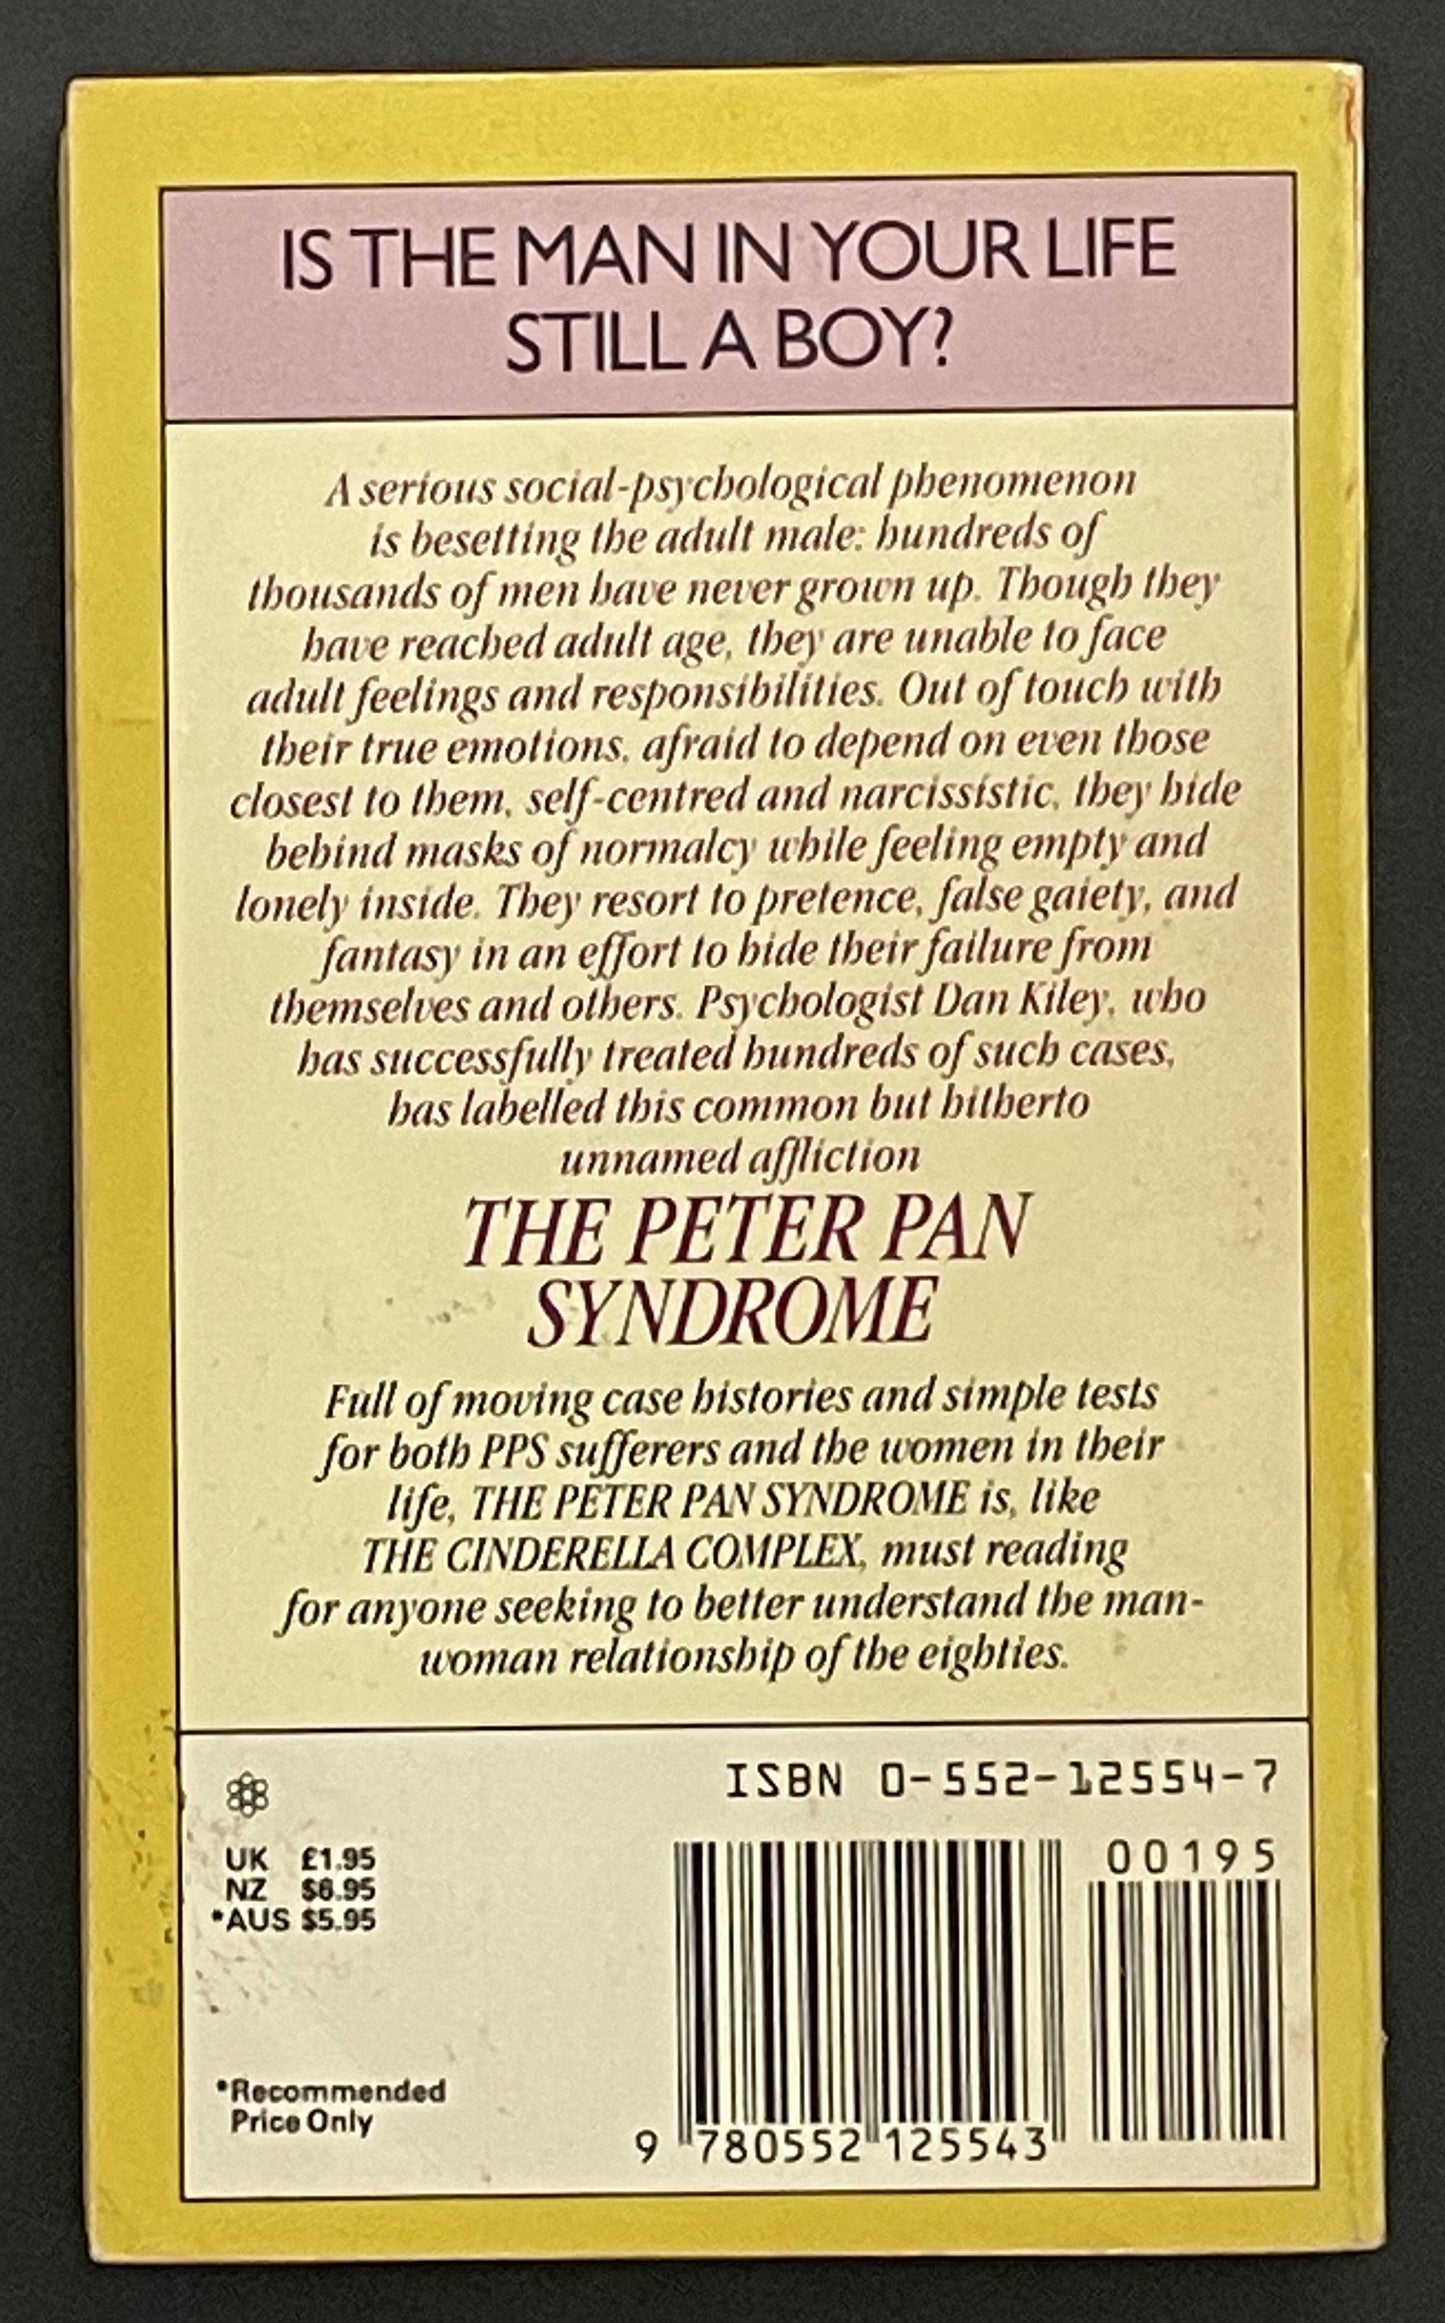 IS THE MAN IN YOUR LIFE
STILL A BOY?
A serious social-psychological phenomenon
is besetting the adult male: hundreds of
thousands of men have never grown up. Though they
have reached adult age, they are unable to face
adult feelings and responsibilities. Out of touch with
their true emotions, afraid to depend on even those
closest to them, self-centred and narcissistic, they hide
behind masks of normalcy while feeling empty and
lonely inside. They resort to pretence, false gaiety, and
fantasy in an effort to hide their failure from
themselves and others. Psychologist Dan Kiley, who
has successfully treated hundreds of such cases,
has labelled this common but hitherto
unnamed affliction
THE PETER PAN
SYNDROME
Full of moving case histories and simple tests
for both PPS sufferers and the women in their
life, THE PETER PAN SYNDROME is, like
THE CINDERELLA COMPLEX, must reading
for anyone seeking to better understand the man-
woman relationship of the eighties.
ISBN 0-552-12554-7
UK £1.95
NZ $6.95
*AUS $5.95
*Recommended
Price Only
00195
9 780552 125543